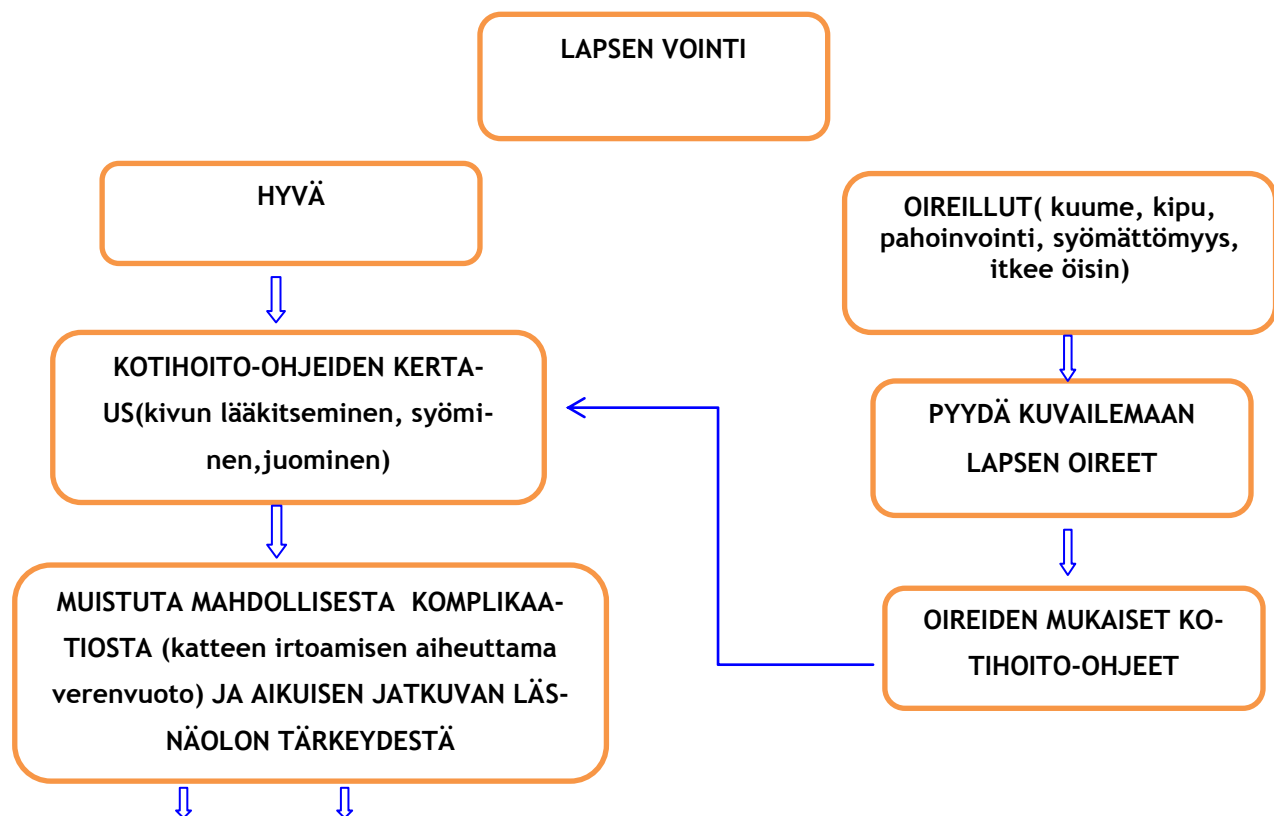 LAPSEN VOINTI
HYVÄ
OIREILLUT( kuume, kipu,
pahoinvointi, syömättömyys,
itkee öisin)
KOTIHOITO-OHJEIDEN KERTA-
US(kivun lääkitseminen, syömi-
nen,juominen)
PYYDÄ KUVAILEMAAN
LAPSEN OIREET
MUISTUTA MAHDOLLISESTA KOMPLIKAA-
TIOSTA (katteen irtoamisen aiheuttama
verenvuoto) JA AIKUISEN JATKUVAN LÄS-
NÄOLON TÄRKEYDESTÄ
OIREIDEN MUKAISET KO-
TIHOITO-OHJEET